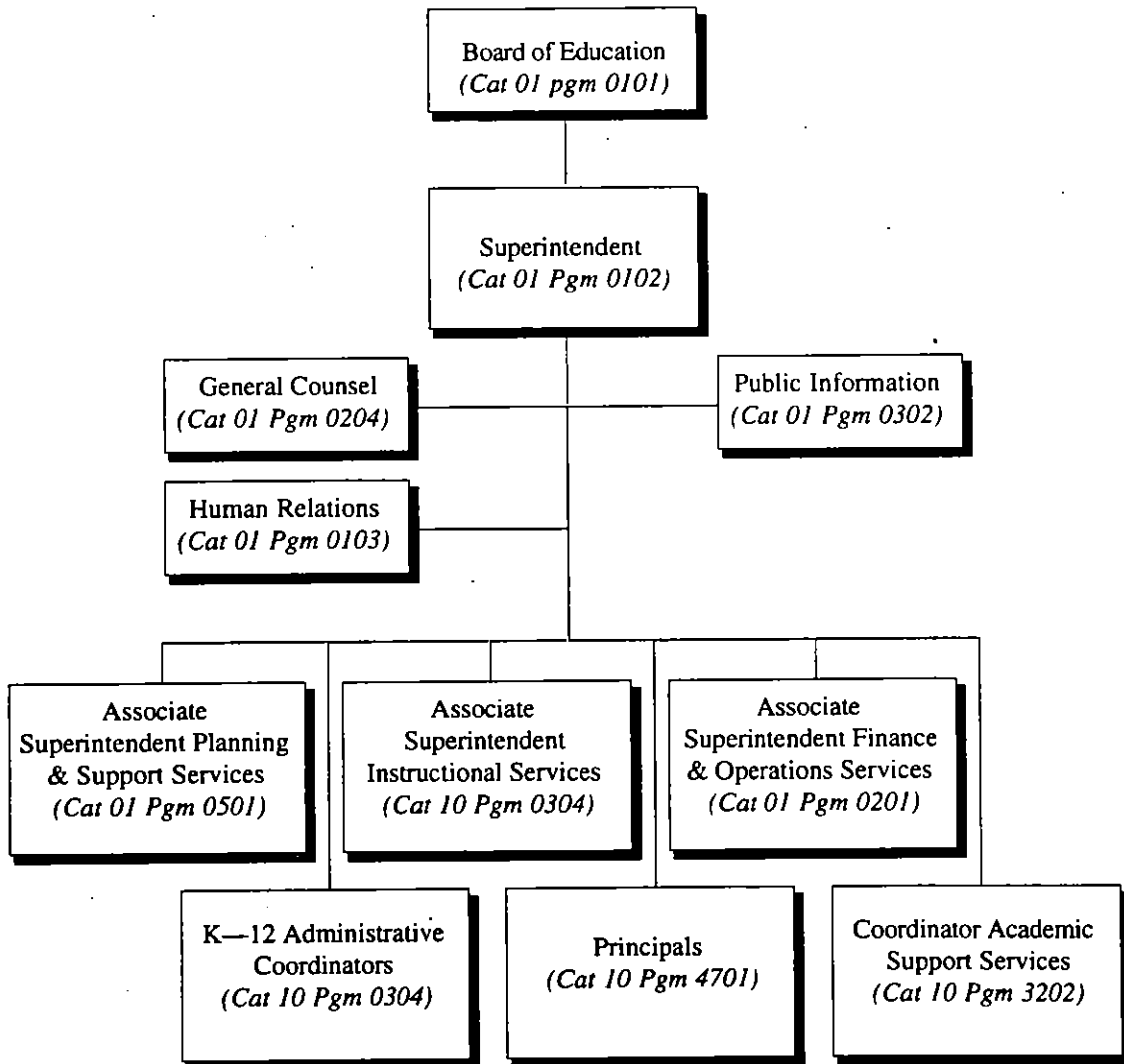 Board of Education
(Cat 01 pgm 0101)
Superintendent
(Cat 01 Pgm 0102)
General Counsel
(Cat 01 Pgm 0204)
Public Information
(Cat 01 Pgm 0302)
Human Relations
(Cat 01 Pgm 0103)
Associate
Superintendent Planning
& Support Services
(Cat 01 Pgm 0501)
Associate
Superintendent
Instructional Services
(Cat 10 Pgm 0304)
Associate
Superintendent Finance
& Operations Services
(Cat 01 Pgm 0201)
K—12 Administrative
Coordinators
(Cat 10 Pgm 0304)
Principals
(Cat 10 Pgm 4701)
Coordinator Academic
Support Services
(Cat 10 Pgm 3202)